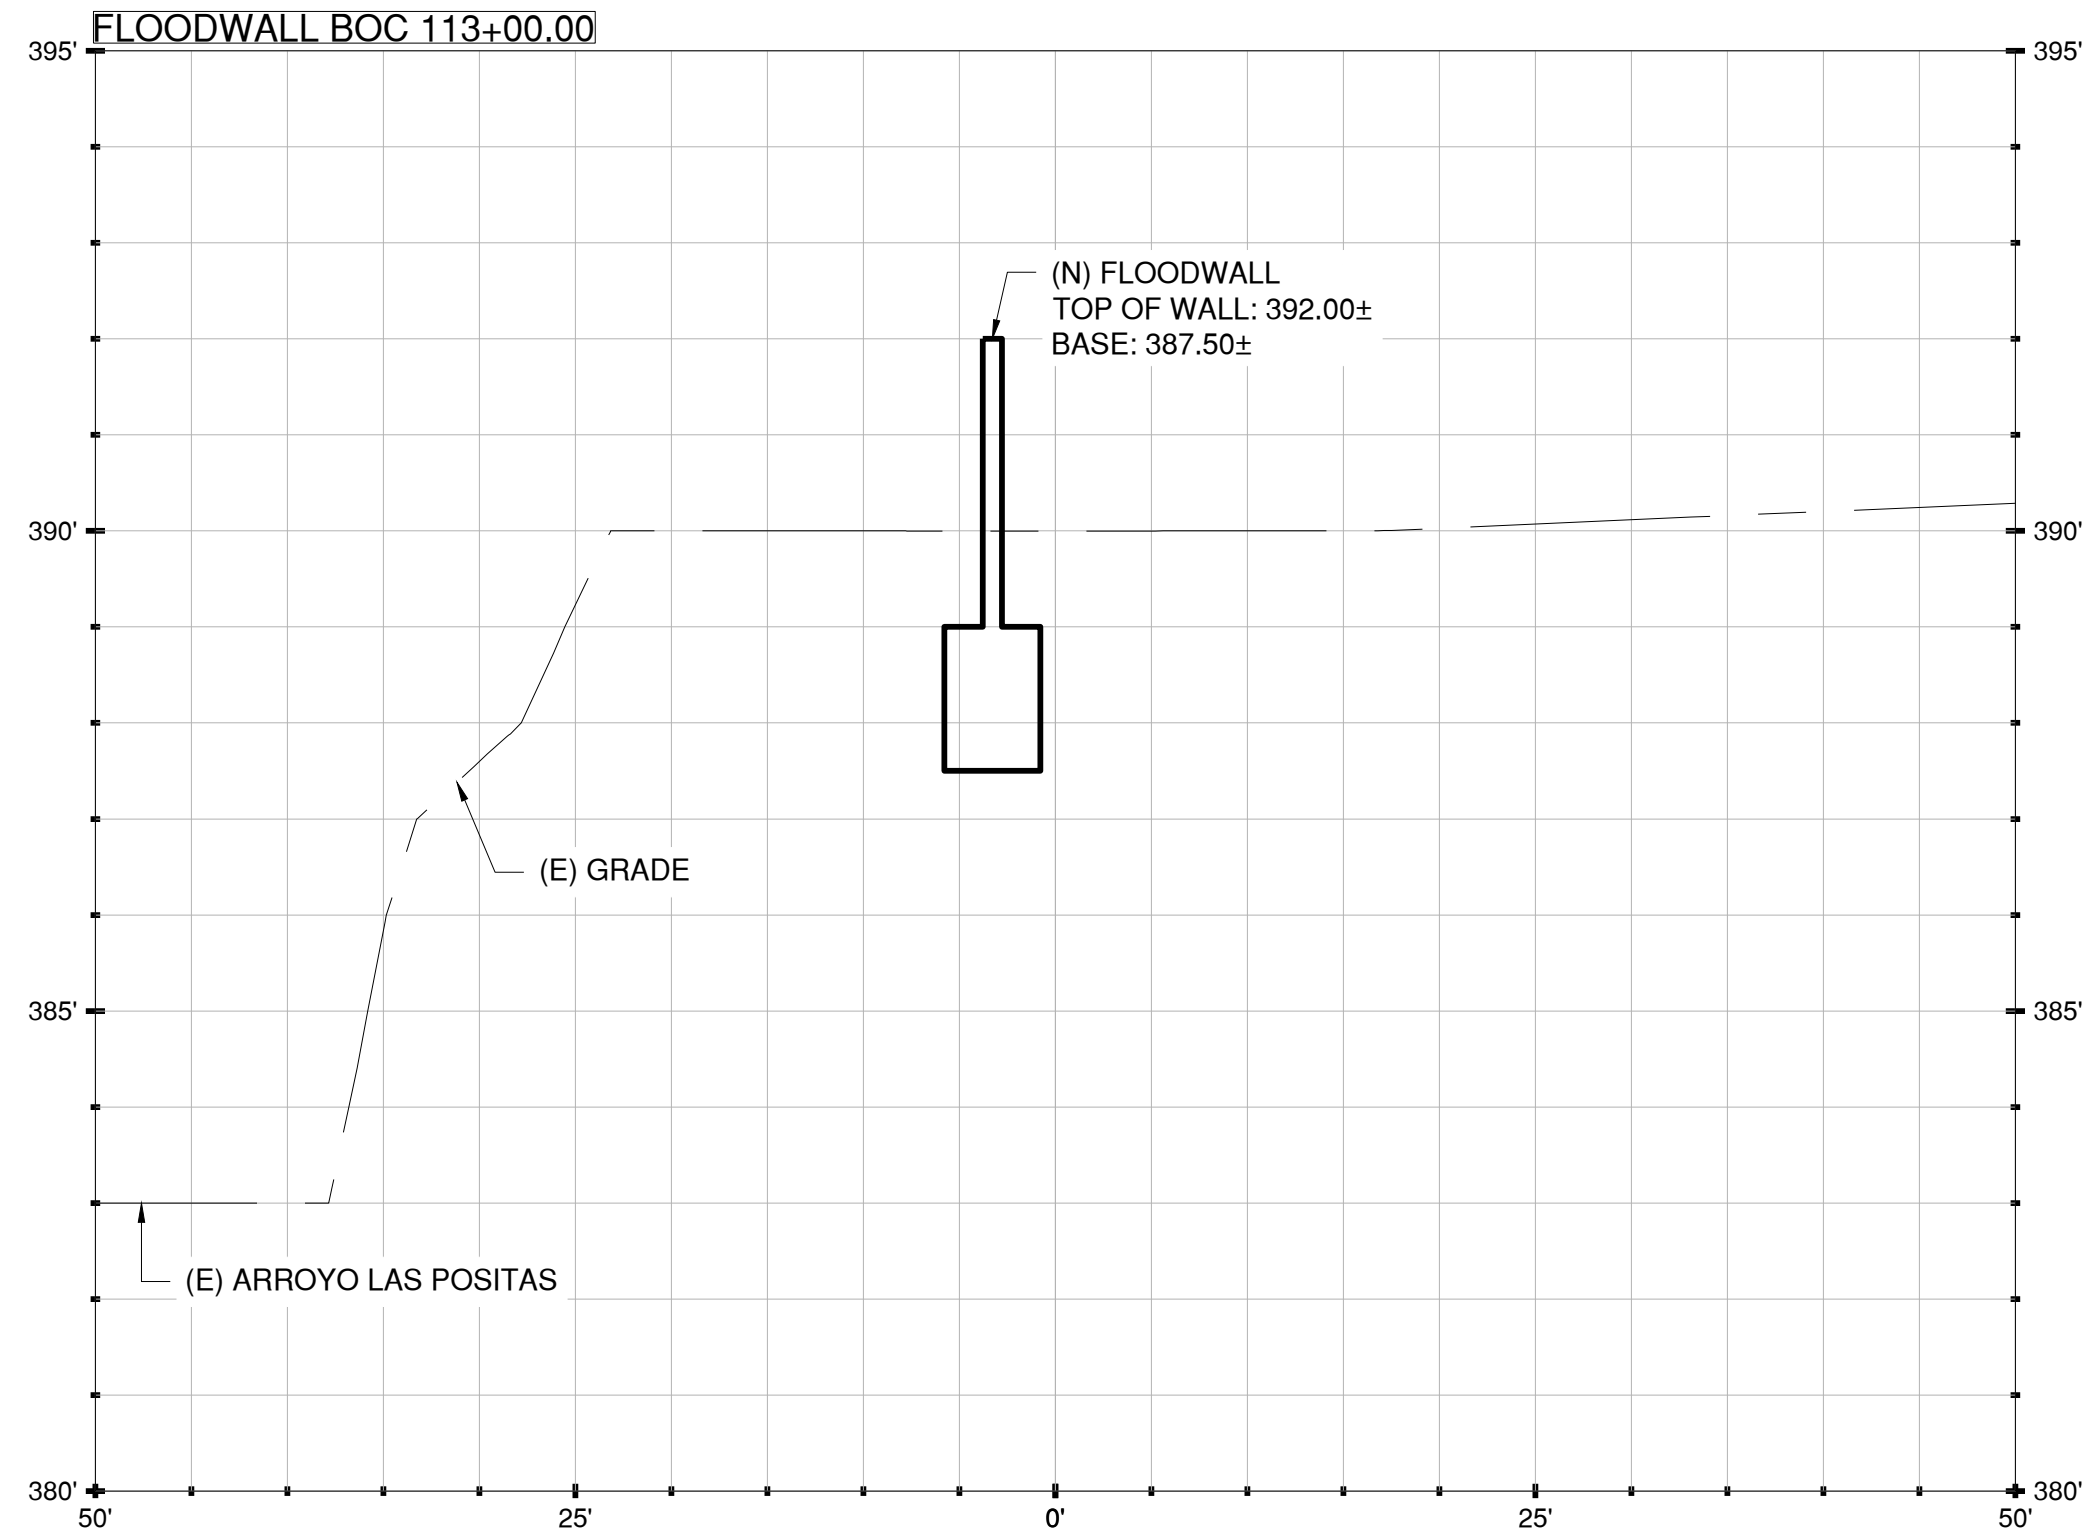 FLOODWALL BOC 113+00.00
395' 395'
(N) FLOODWALL
TOP OF WALL: 392.00±
BASE: 387.50±
390' 390'
(E) GRADE
385' 385'
(E) ARROYO LAS POSITAS
380' 380'
50' 25' 0' 25' 50'